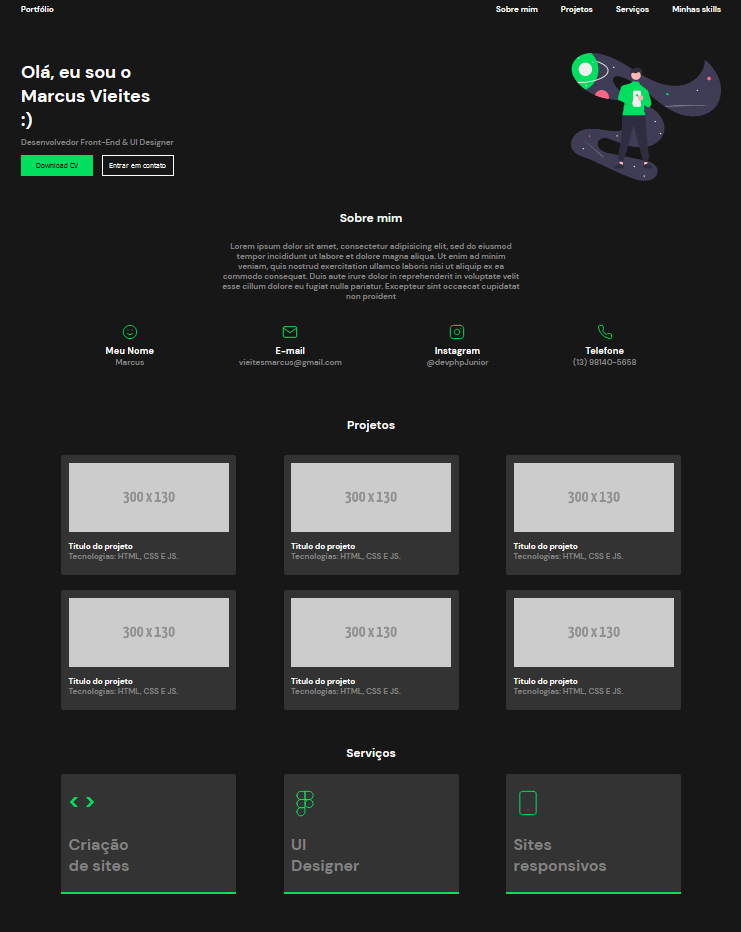 Portfólio
Sobre mim Projetos Serviços Minhas skills
Olá, eu sou o
Marcus Vieites
:)
Desenvolvedor Front-End & UI Designer
Download CV Entrar em contato
Sobre mim
Lorem ipsum dolor sit amet, consectetur adipisicing elit, sed do eiusmod
tempor incididunt ut labore et dolore magna aliqua. Ut enim ad minim
veniam, quis nostrud exercitation ullamco laboris nisi ut aliquip ex ea
commodo consequat. Duis aute irure dolor in reprehenderit in voluptate velit
esse cillum dolore eu fugiat nulla pariatur. Excepteur sint occaecat cupidatat
non proident
Meu Nome
Marcus
E-mail
vieitesmarcus@gmail.com
Instagram
@devphpJunior
Telefone
(13) 98140-5658
Projetos
300 x 130
Titulo do projeto
Tecnologias: HTML, CSS E JS.
300 x 130
Titulo do projeto
Tecnologias: HTML, CSS E JS.
300 x 130
Titulo do projeto
Tecnologias: HTML, CSS E JS.
300 x 130
Titulo do projeto
Tecnologias: HTML, CSS E JS.
300 x 130
Titulo do projeto
Tecnologias: HTML, CSS E JS.
300 x 130
Titulo do projeto
Tecnologias: HTML, CSS E JS.
Serviços
Criação
de sites
UI
Designer
Sites
responsivos